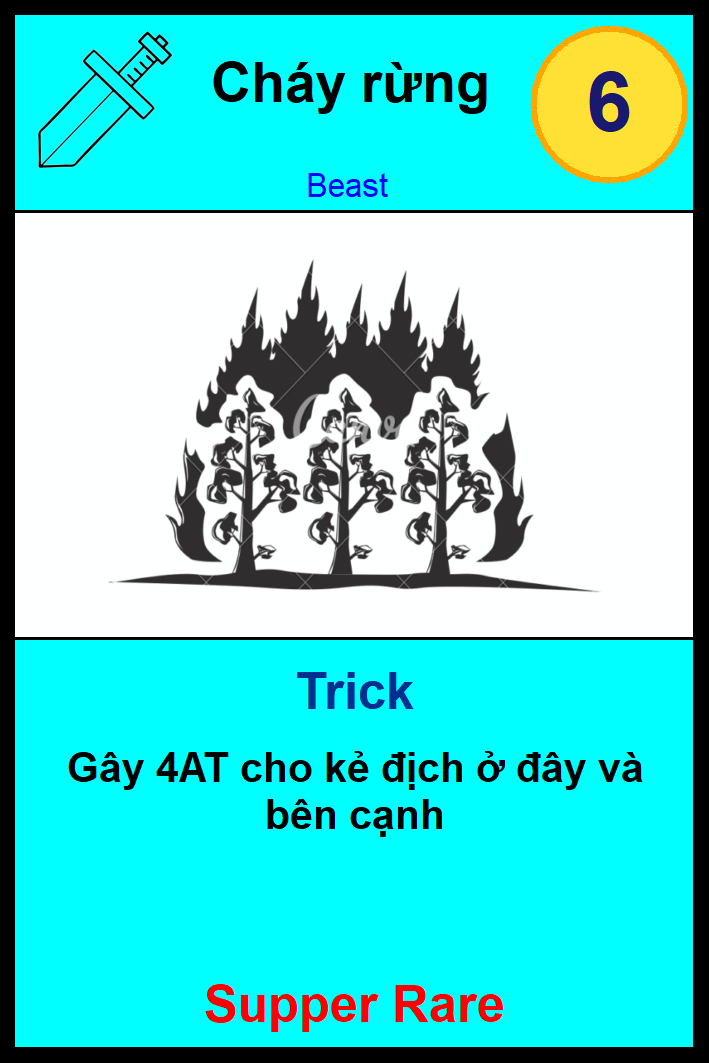 Cháy rừng
6
Beast
Trick
Gây 4AT cho kẻ địch ở đây và
bên cạnh
Supper Rare